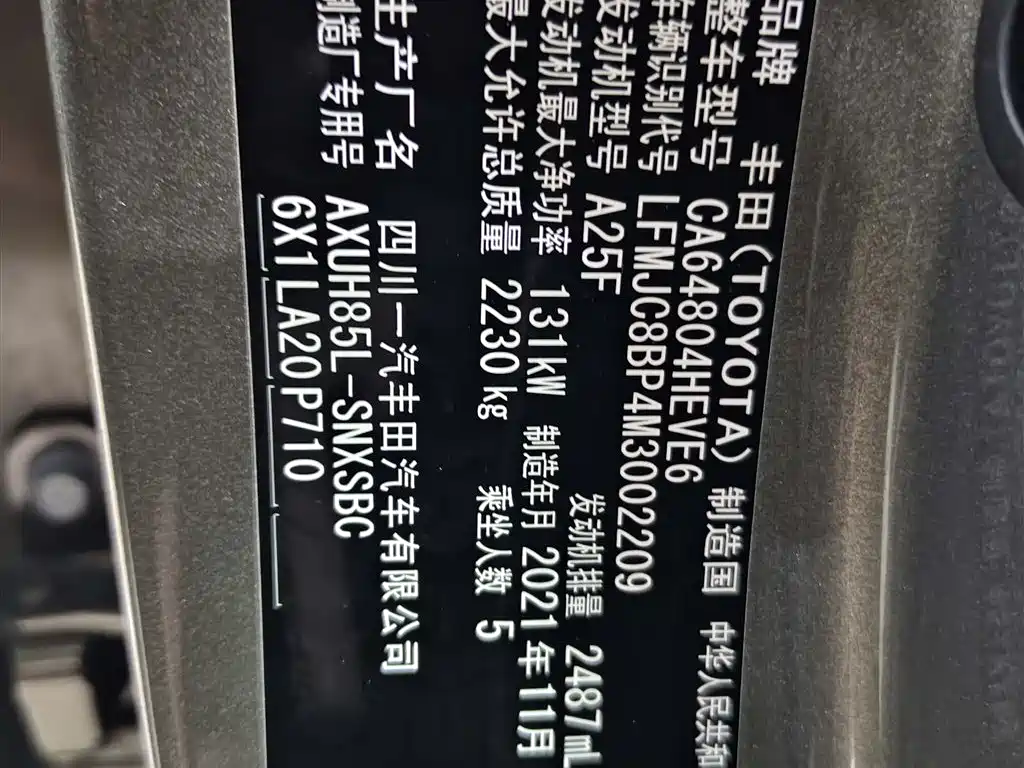 品牌 丰田(TOYOTA) 制造国 中华人民共和
整车型号 CA64804HEVE6
车辆识别代号 LFMJC8BP4M3002209
发动机型号 A25F 发动机排量 2487mL
发动机最大净功率 131kW 制造年月 2021年11月
最大允许总质量 2230kg 乘坐人数 5
生产厂名 四川一汽丰田汽车有限公司
制造厂专用号 AXUH85L-SNXSBC
6X1LA20P710